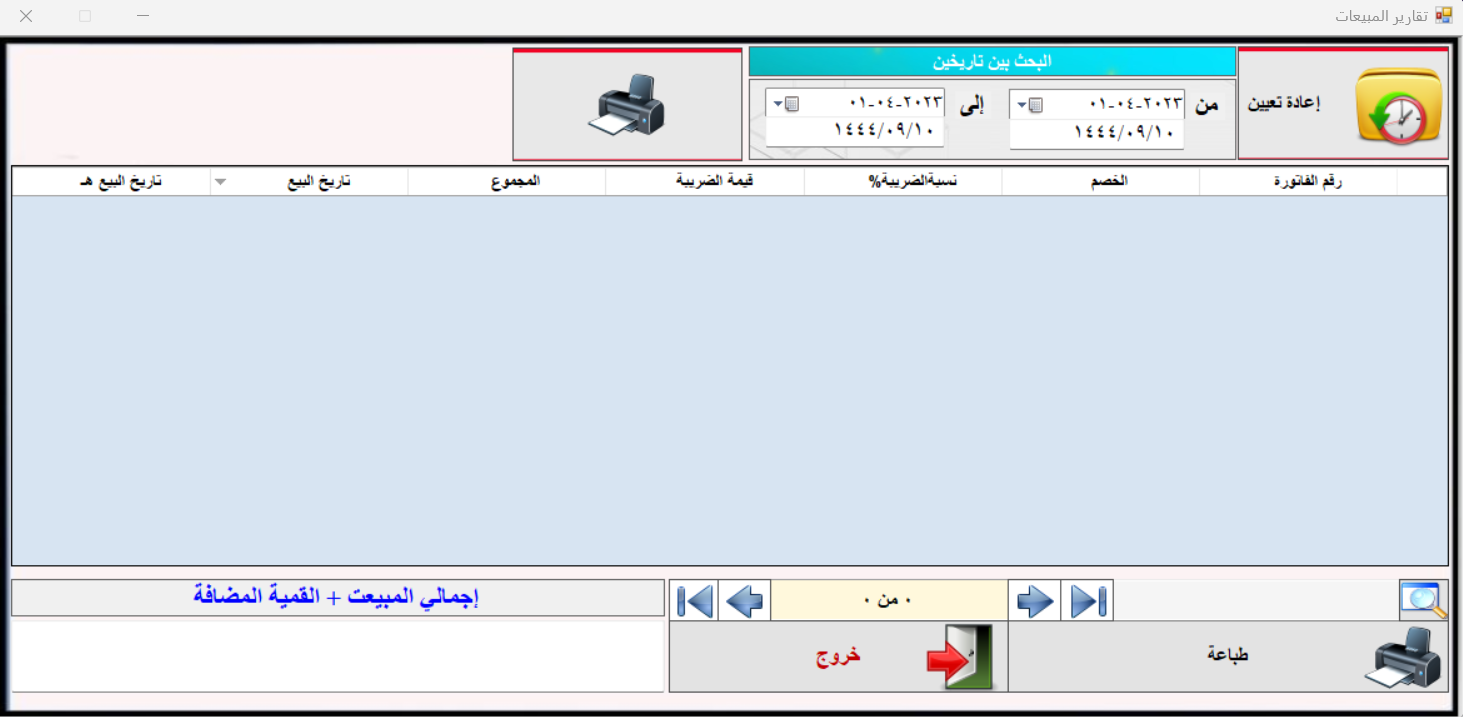 تقارير المبيعات
إعادة تعيين
البحث بين تاريخين
من
٠١-٠٤-٢٠٢٣
١٤٤٤/٠٩/١٠
إلى
٠١-٠٤-٢٠٢٣
١٤٤٤/٠٩/١٠
رقم الفاتورة الخصم نسبةالضريبة% قيمة الضريبة المجموع تاريخ البيع تاريخ البيع هـ
٠ من ٠
إجمالي المبيعت + القمية المضافة
طباعة
خروج